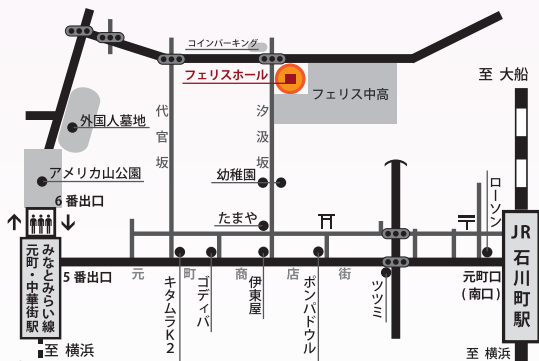 コインパーキング
フェリスホール
至 大船
フェリス中高
代官坂
汐汲坂
外国人墓地
アメリカ山公園
幼稚園
6番出口
たまや
ローソン
みなとみらい線
元町・中華街駅
5番出口
元町商店街
元町口
(南口)
JR石川町駅
キタムラK2
ゴディバ
伊東屋
ポンパドウル
ツツミ
至 横浜
至 横浜